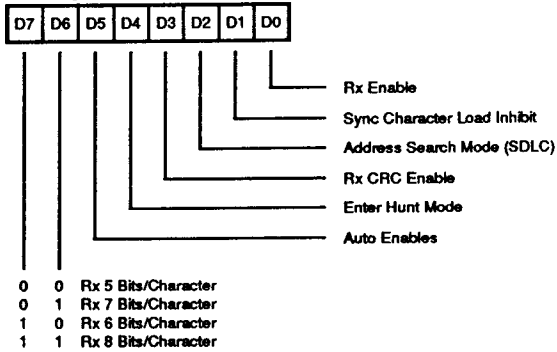 D7 D6 D5 D4 D3 D2 D1 D0
Rx Enable
Sync Character Load Inhibit
Address Search Mode (SDLC)
Rx CRC Enable
Enter Hunt Mode
Auto Enables
0 0 Rx 5 Bits/Character
0 1 Rx 7 Bits/Character
1 0 Rx 6 Bits/Character
1 1 Rx 8 Bits/Character